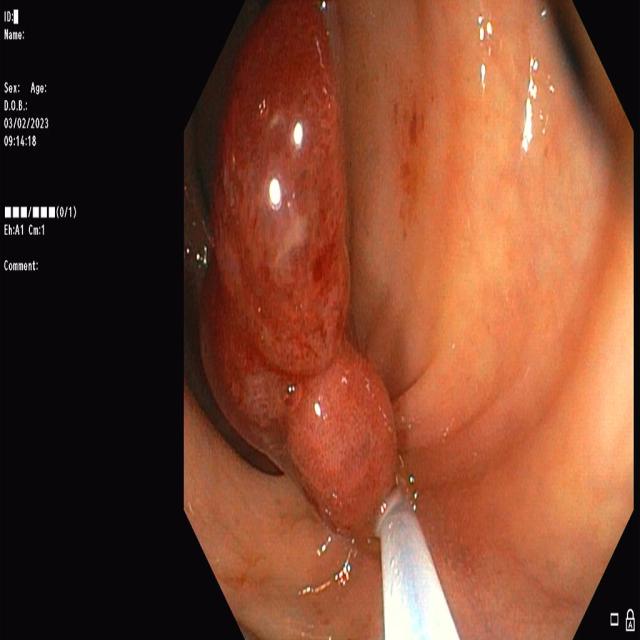 ID:
Name:
Sex: Age:
D.O.B.:
03/02/2023
09:14:18
■■■/■■■(0/1)
Eh:A1 Cm:1
Comment: